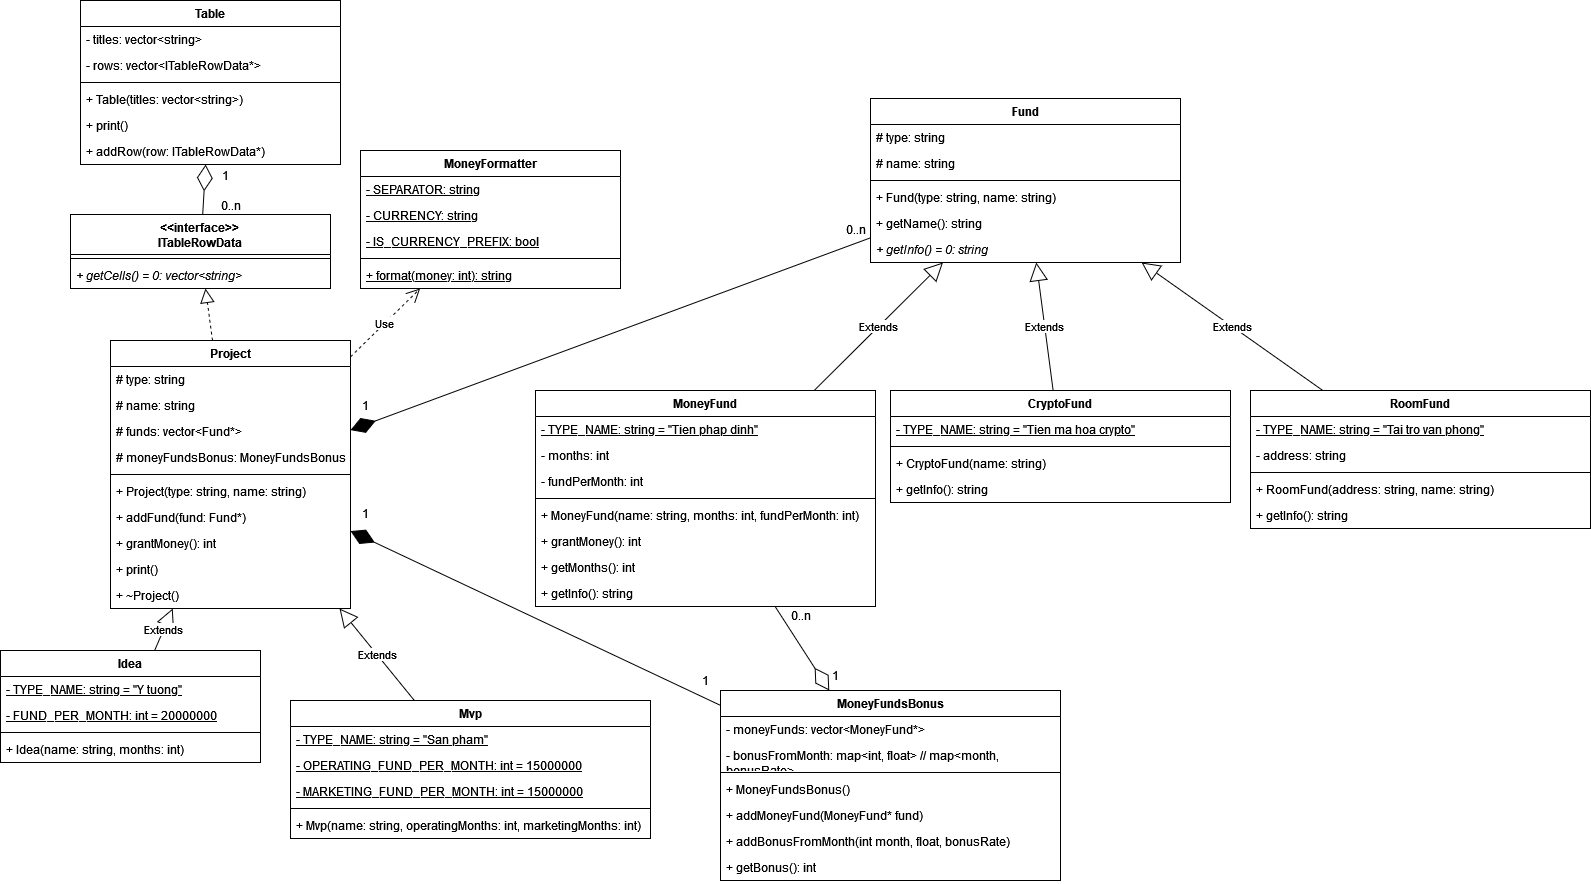 Table
- titles: vector<string>
- rows: vector<ITableRowData*>
+ Table(titles: vector<string>)
+ print()
+ addRow(row: ITableRowData*)
1
0..n
<<interface>>
ITableRowData
+ getCells() = 0: vector<string>
MoneyFormatter
- SEPARATOR: string
- CURRENCY: string
- IS_CURRENCY_PREFIX: bool
+ format(money: int): string
Use
Fund
# type: string
# name: string
+ Fund(type: string, name: string)
+ getName(): string
+ getInfo() = 0: string
0..n
Extends
Extends
Extends
Project
# type: string
# name: string
# funds: vector<Fund*>
# moneyFundsBonus: MoneyFundsBonus
+ Project(type: string, name: string)
+ addFund(fund: Fund*)
+ grantMoney(): int
+ print()
+ ~Project()
1
1
MoneyFund
- TYPE_NAME: string = "Tien phap dinh"
- months: int
- fundPerMonth: int
+ MoneyFund(name: string, months: int, fundPerMonth: int)
+ grantMoney(): int
+ getMonths(): int
+ getInfo(): string
CryptoFund
- TYPE_NAME: string = "Tien ma hoa crypto"
+ CryptoFund(name: string)
+ getInfo(): string
RoomFund
- TYPE_NAME: string = "Tai tro van phong"
- address: string
+ RoomFund(address: string, name: string)
+ getInfo(): string
Extends
Extends
0..n
1
1
Idea
- TYPE_NAME: string = "Y tuong"
- FUND_PER_MONTH: int = 20000000
+ Idea(name: string, months: int)
Mvp
- TYPE_NAME: string = "San pham"
- OPERATING_FUND_PER_MONTH: int = 15000000
- MARKETING_FUND_PER_MONTH: int = 15000000
+ Mvp(name: string, operatingMonths: int, marketingMonths: int)
MoneyFundsBonus
- moneyFunds: vector<MoneyFund*>
- bonusFromMonth: map<int, float> // map<month,
bonusRate>
+ MoneyFundsBonus()
+ addMoneyFund(MoneyFund* fund)
+ addBonusFromMonth(int month, float, bonusRate)
+ getBonus(): int